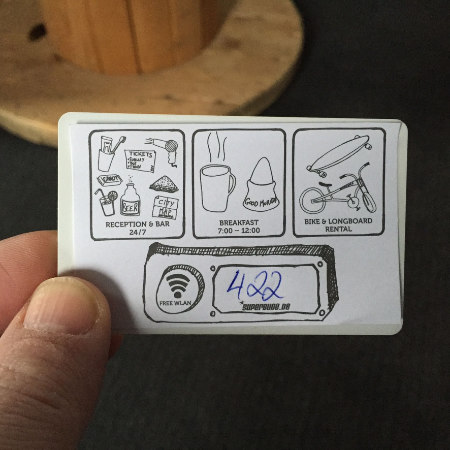 TICKETS
BEER
CITY
MAP
RECEPTION & BAR
24/7
GOOD MORNING
BREAKFAST
7:00 – 12:00
BIKE & LONGBOARD
RENTAL
FREE WLAN
422
SUPERBUDE.DE